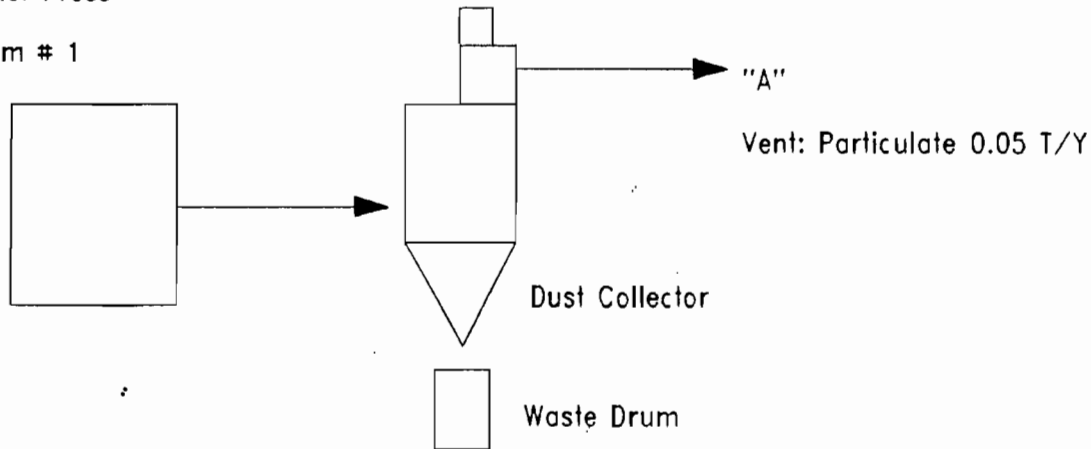 m # 1
"A"
Vent: Particulate 0.05 T/Y
Dust Collector
Waste Drum